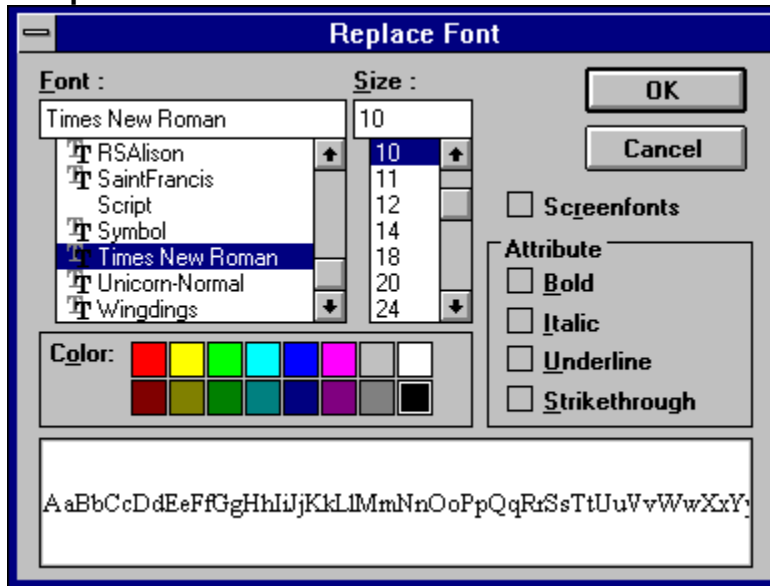 Replace Font
Font : Size :
Times New Roman 10
RSAlison 10
SaintFrancis 11
Script 12
Symbol 14
Times New Roman 18
Unicorn-Normal 20
Wingdings 24
OK
Cancel
Screenfonts
Attribute
Bold
Italic
Underline
Strikethrough
Color:
AaBbCcDdEeFfGgHhIiJjKkLlMmNnOoPpQqRrSsTtUuVvWwXxYy